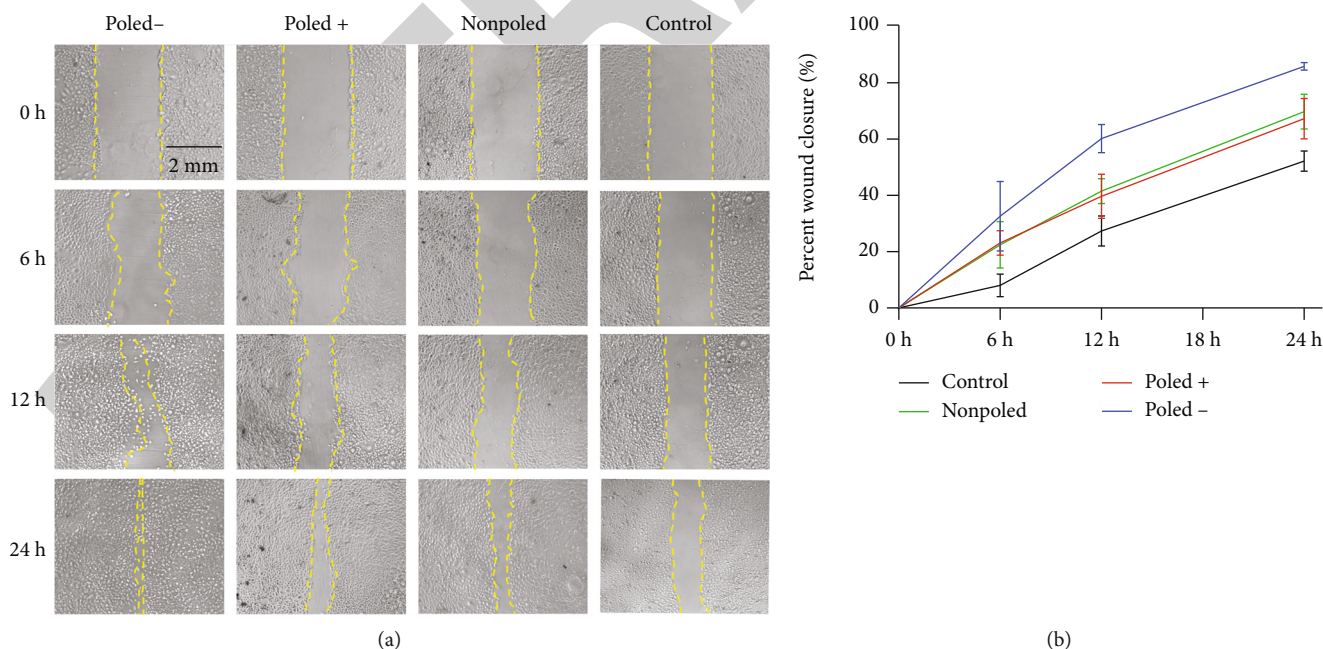 Poled–
Poled +
Nonpoled
Control
0 h
2 mm
6 h
12 h
24 h
(a)
Percent wound closure (%)
100
80
60
40
20
0
0 h
6 h
12 h
18 h
24 h
Control
Poled +
Nonpoled
Poled –
(b)